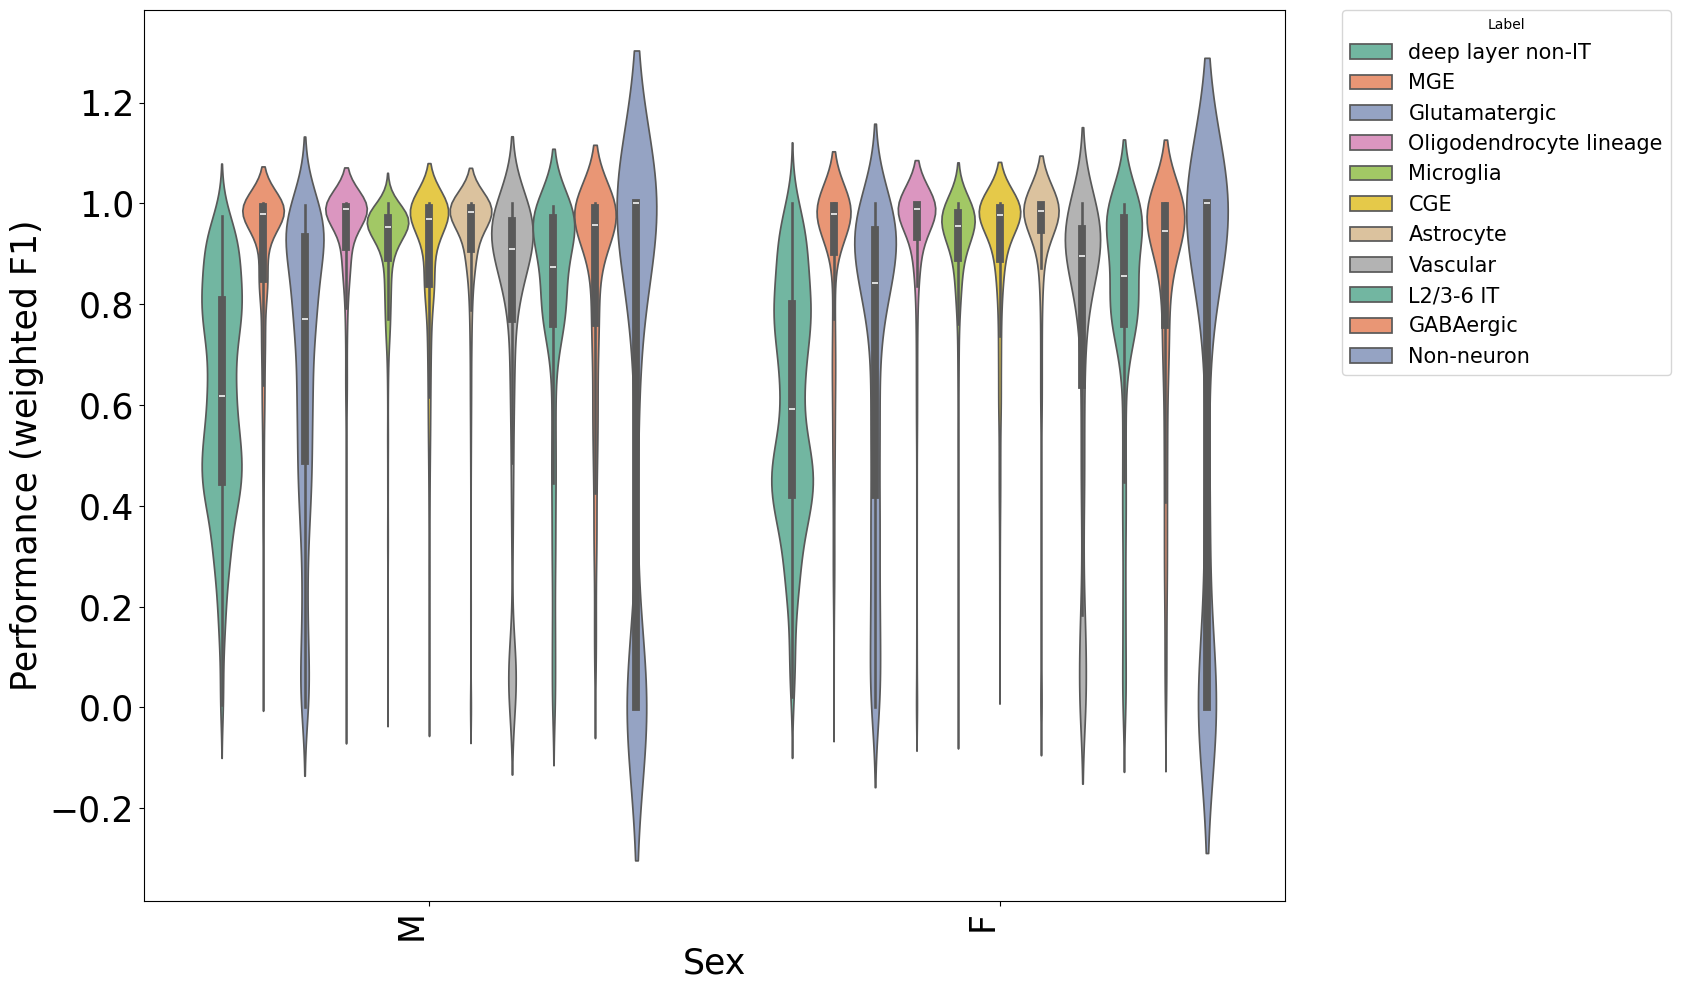 Label
deep layer non-IT
MGE
Glutamatergic
Oligodendrocyte lineage
Microglia
CGE
Astrocyte
Vascular
L2/3-6 IT
GABAergic
Non-neuron
Performance (weighted F1)
1.2
1.0
0.8
0.6
0.4
0.2
0.0
−0.2
M
F
Sex